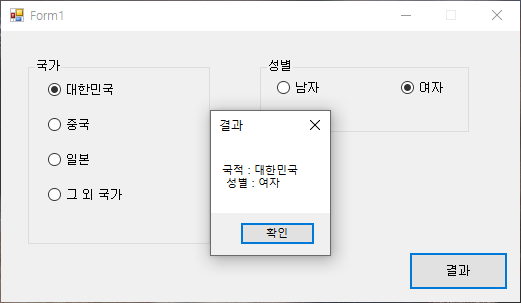 Form1
국가
대한민국
중국
일본
그 외 국가
성별
남자 여자
결과
국적 : 대한민국
성별 : 여자
확인
결과